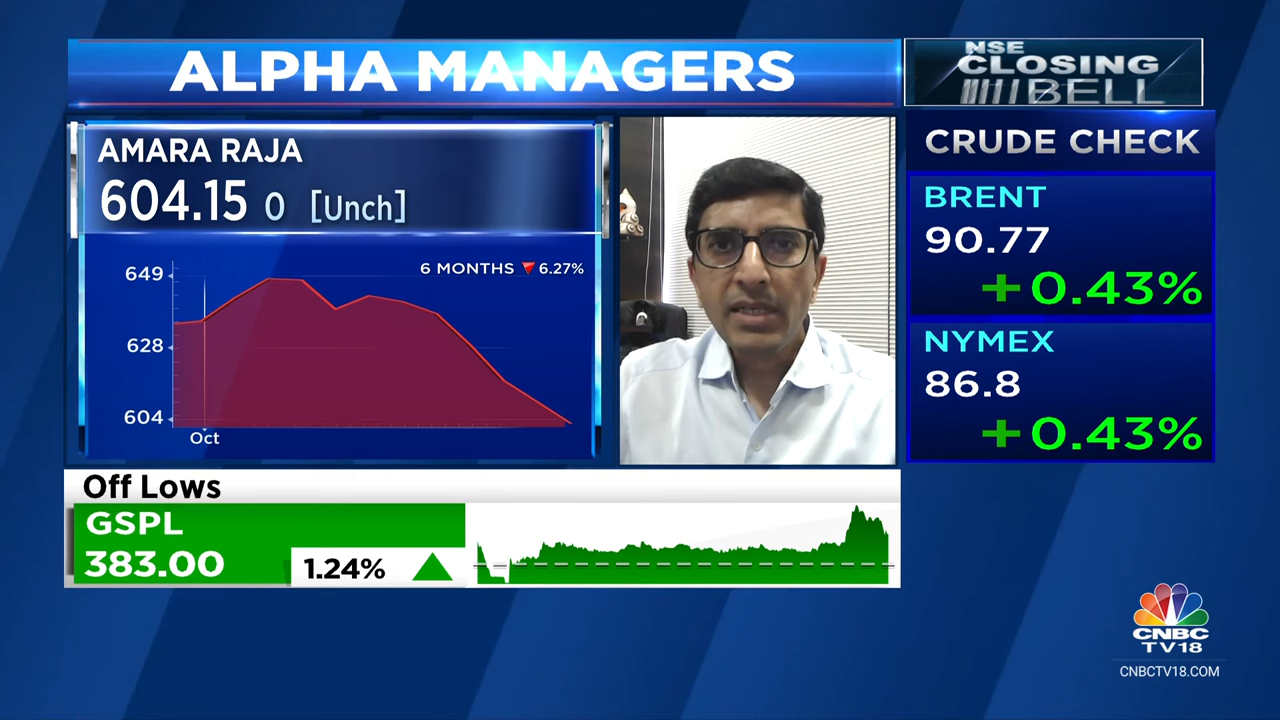 ALPHA MANAGERS
NSE
CLOSING
BELL
AMARA RAJA
604.15 0 [Unch]
6 MONTHS ▼ 6.27%
649
628
604
Oct
CRUDE CHECK
BRENT
90.77
+0.43%
NYMEX
86.8
+0.43%
Off Lows
GSPL
383.00
1.24%
CNBC
TV18
CNBCTV18.COM